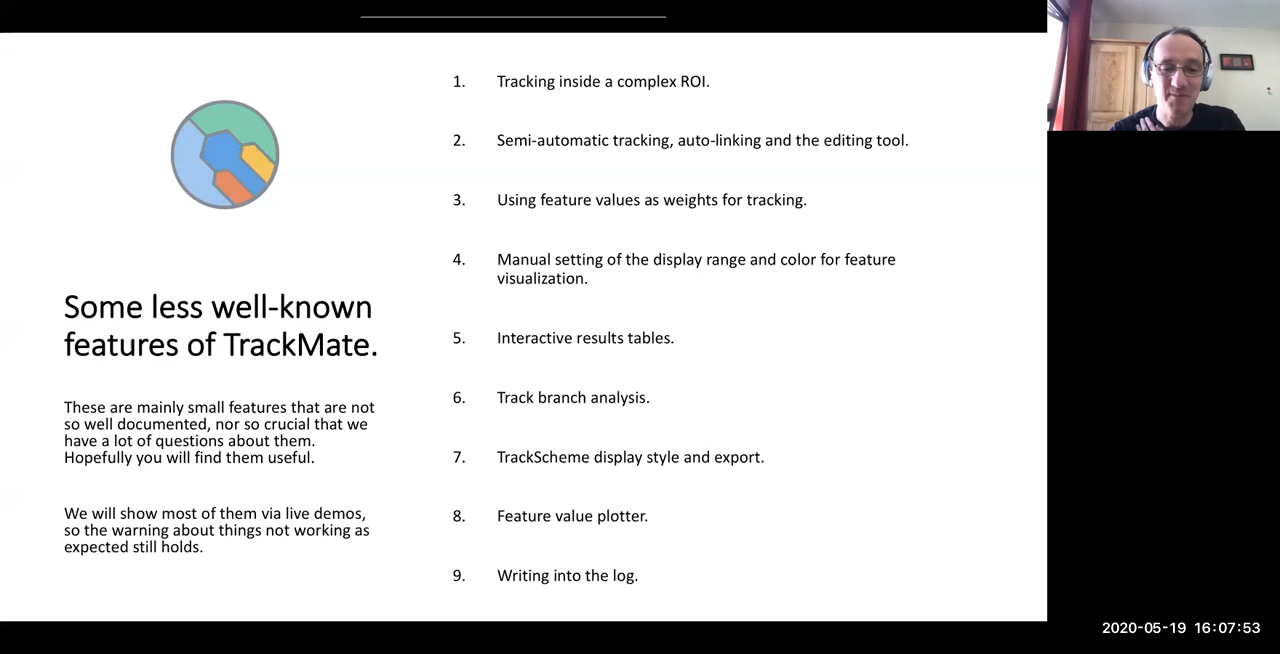 Some less well-known
features of TrackMate.
These are mainly small features that are not
so well documented, nor so crucial that we
have a lot of questions about them.
Hopefully you will find them useful.
We will show most of them via live demos,
so the warning about things not working as
expected still holds.
1. Tracking inside a complex ROI.
2. Semi-automatic tracking, auto-linking and the editing tool.
3. Using feature values as weights for tracking.
4. Manual setting of the display range and color for feature
visualization.
5. Interactive results tables.
6. Track branch analysis.
7. TrackScheme display style and export.
8. Feature value plotter.
9. Writing into the log.
2020-05-19 16:07:53